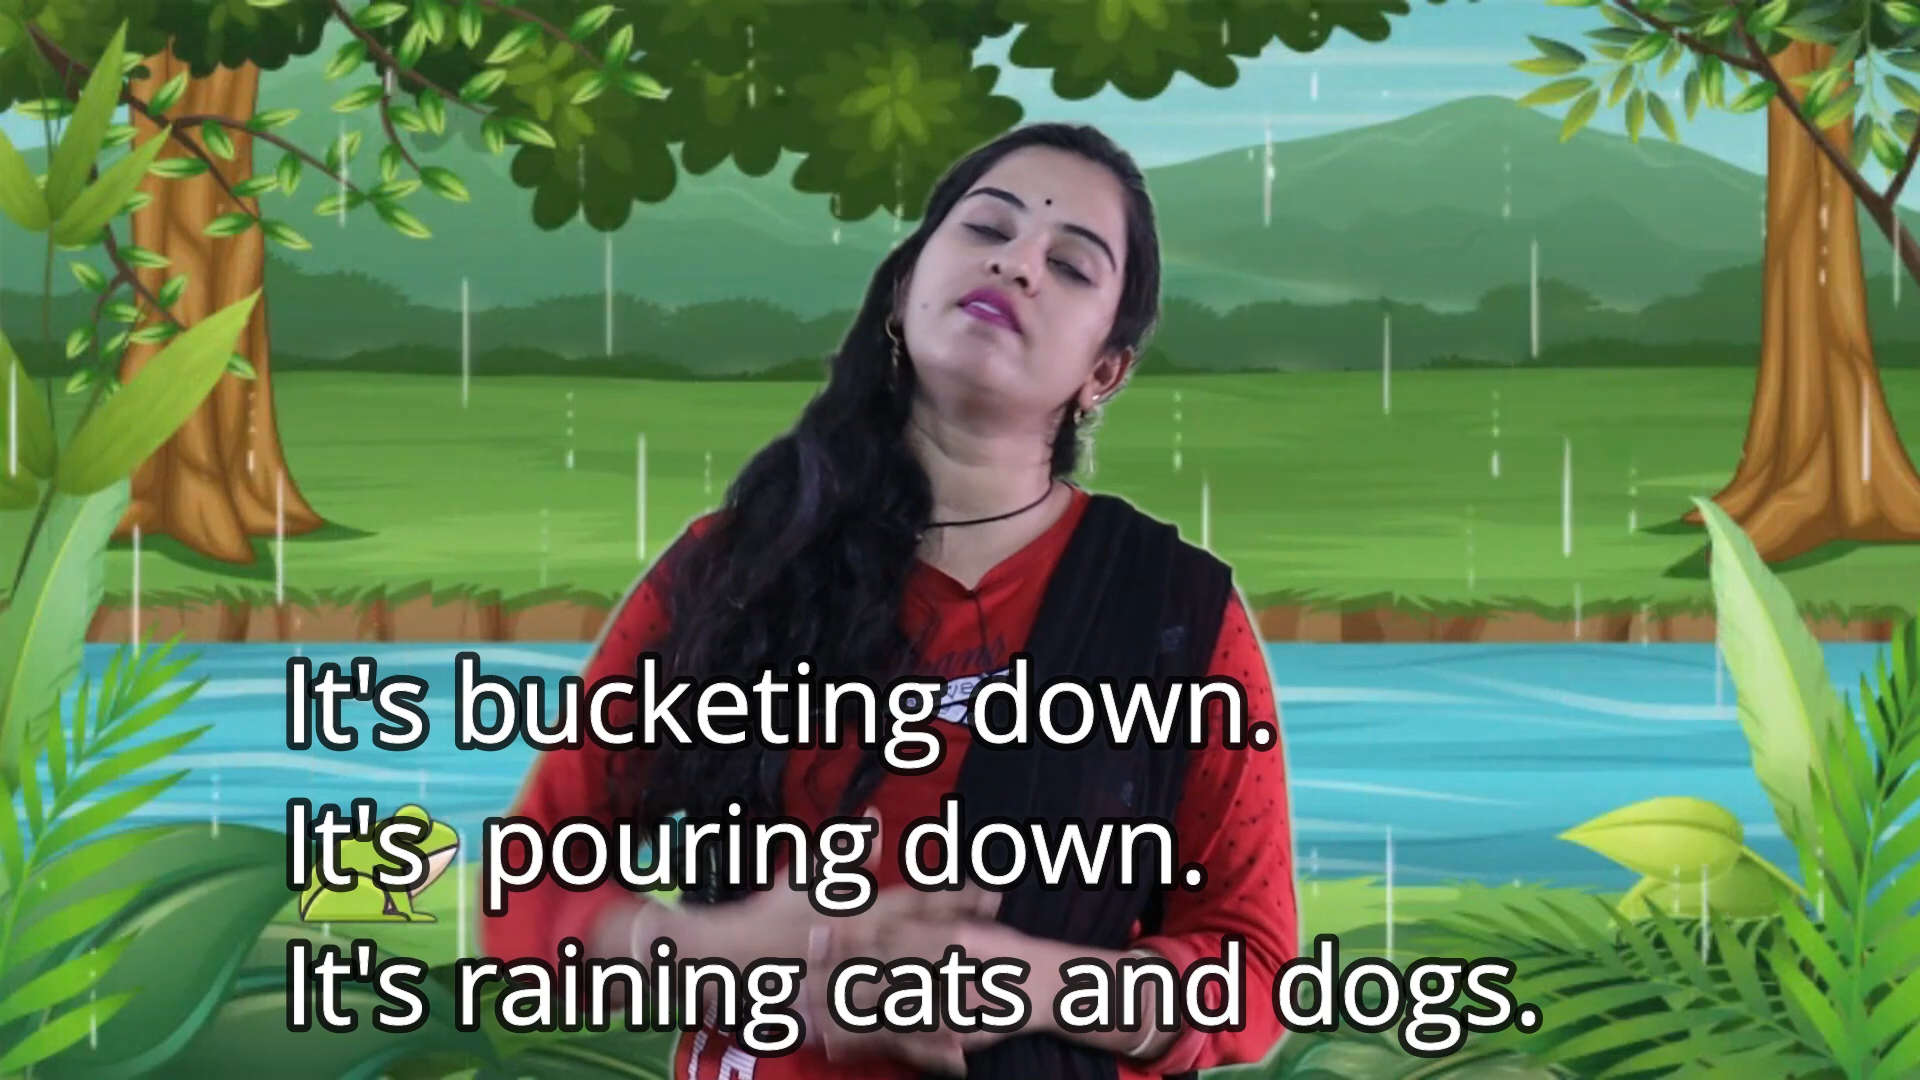 It's bucketing down.
It's pouring down.
It's raining cats and dogs.